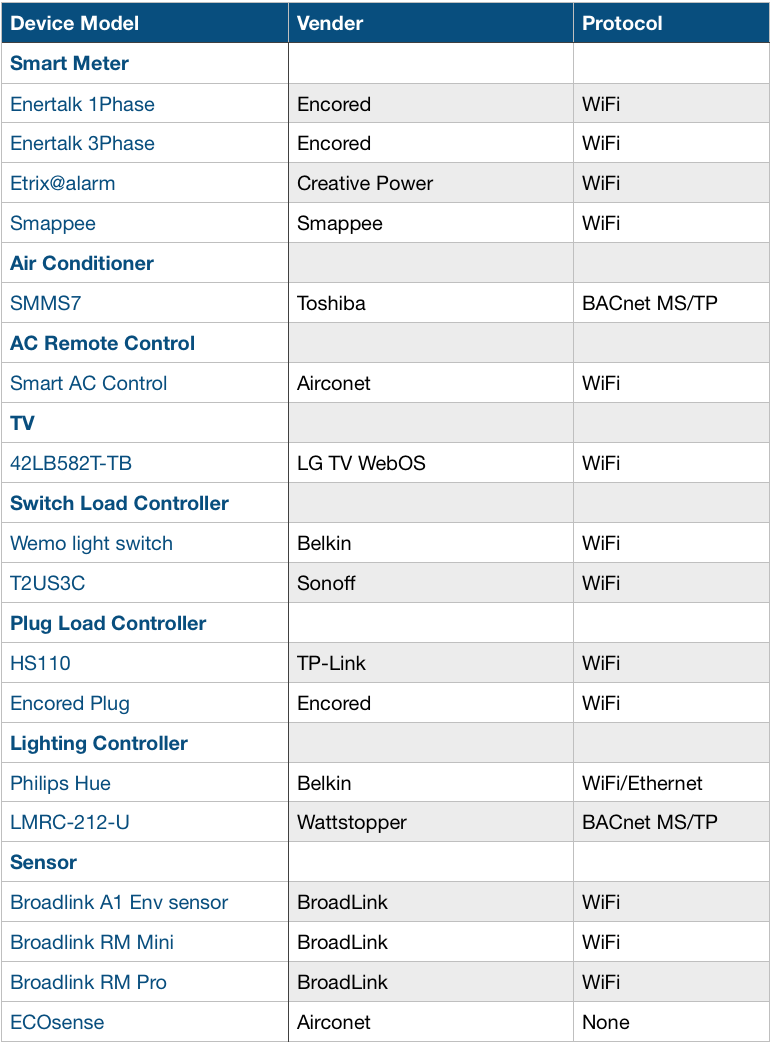 Device Model Vender Protocol
Smart Meter
Enertalk 1Phase Encored WiFi
Enertalk 3Phase Encored WiFi
Etrix@alarm Creative Power WiFi
Smappee Smappee WiFi
Air Conditioner
SMMS7 Toshiba BACnet MS/TP
AC Remote Control
Smart AC Control Airconet WiFi
TV
42LB582T-TB LG TV WebOS WiFi
Switch Load Controller
Wemo light switch Belkin WiFi
T2US3C Sonoff WiFi
Plug Load Controller
HS110 TP-Link WiFi
Encored Plug Encored WiFi
Lighting Controller
Philips Hue Belkin WiFi/Ethernet
LMRC-212-U Wattstopper BACnet MS/TP
Sensor
Broadlink A1 Env sensor BroadLink WiFi
Broadlink RM Mini BroadLink WiFi
Broadlink RM Pro BroadLink WiFi
ECOsense Airconet None